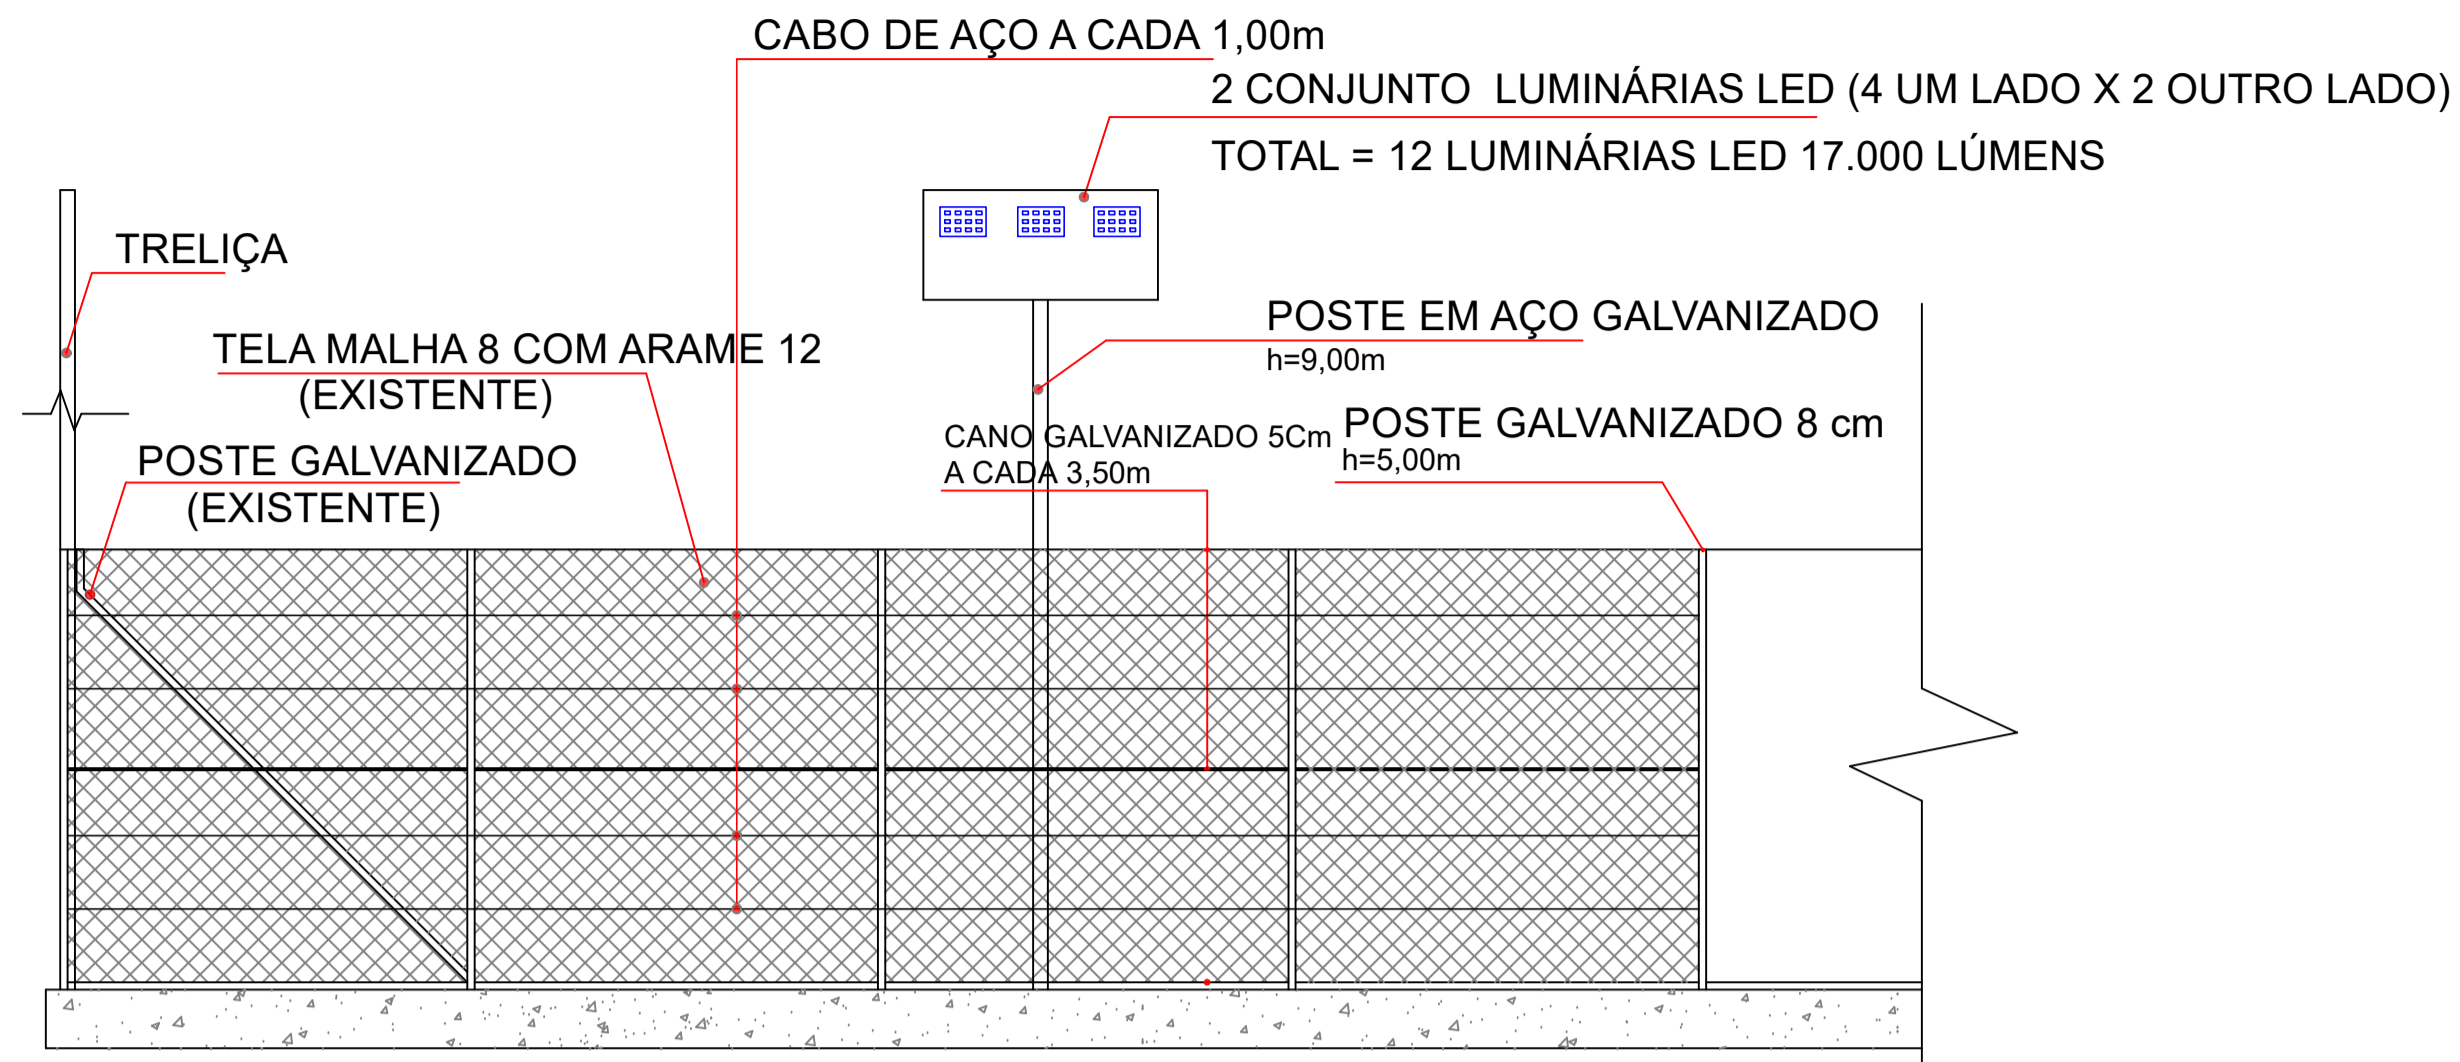 CABO DE AÇO A CADA 1,00m
2 CONJUNTO  LUMINÁRIAS LED (4 UM LADO X 2 OUTRO LADO)
TOTAL = 12 LUMINÁRIAS LED 17.000 LÚMENS
TRELIÇA
TELA MALHA 8 COM ARAME 12
(EXISTENTE)
POSTE EM AÇO GALVANIZADO
h=9,00m
CANO GALVANIZADO 5Cm
A CADA 3,50m
POSTE GALVANIZADO 8 cm
h=5,00m
POSTE GALVANIZADO
(EXISTENTE)